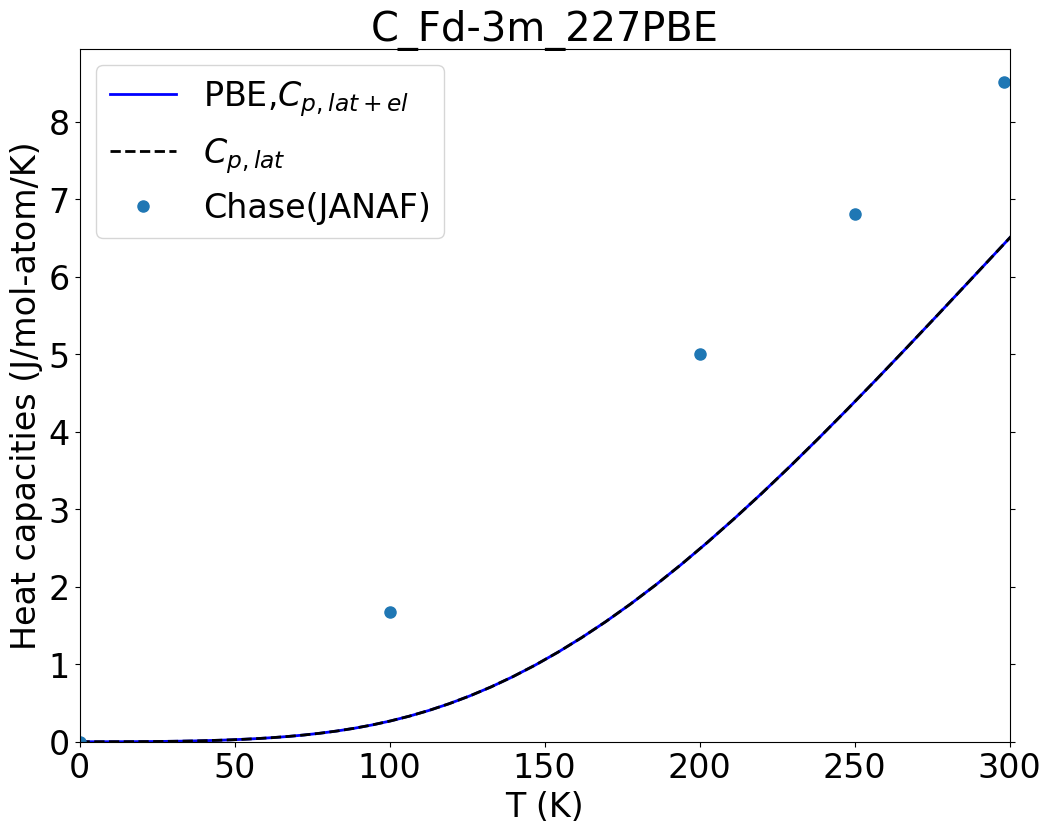 C_Fd-3m_227PBE
PBE,C_{p,lat+el}
C_{p,lat}
Chase(JANAF)
Heat capacities (J/mol-atom/K)
8
7
6
5
4
3
2
1
0
0 50 100 150 200 250 300
T (K)